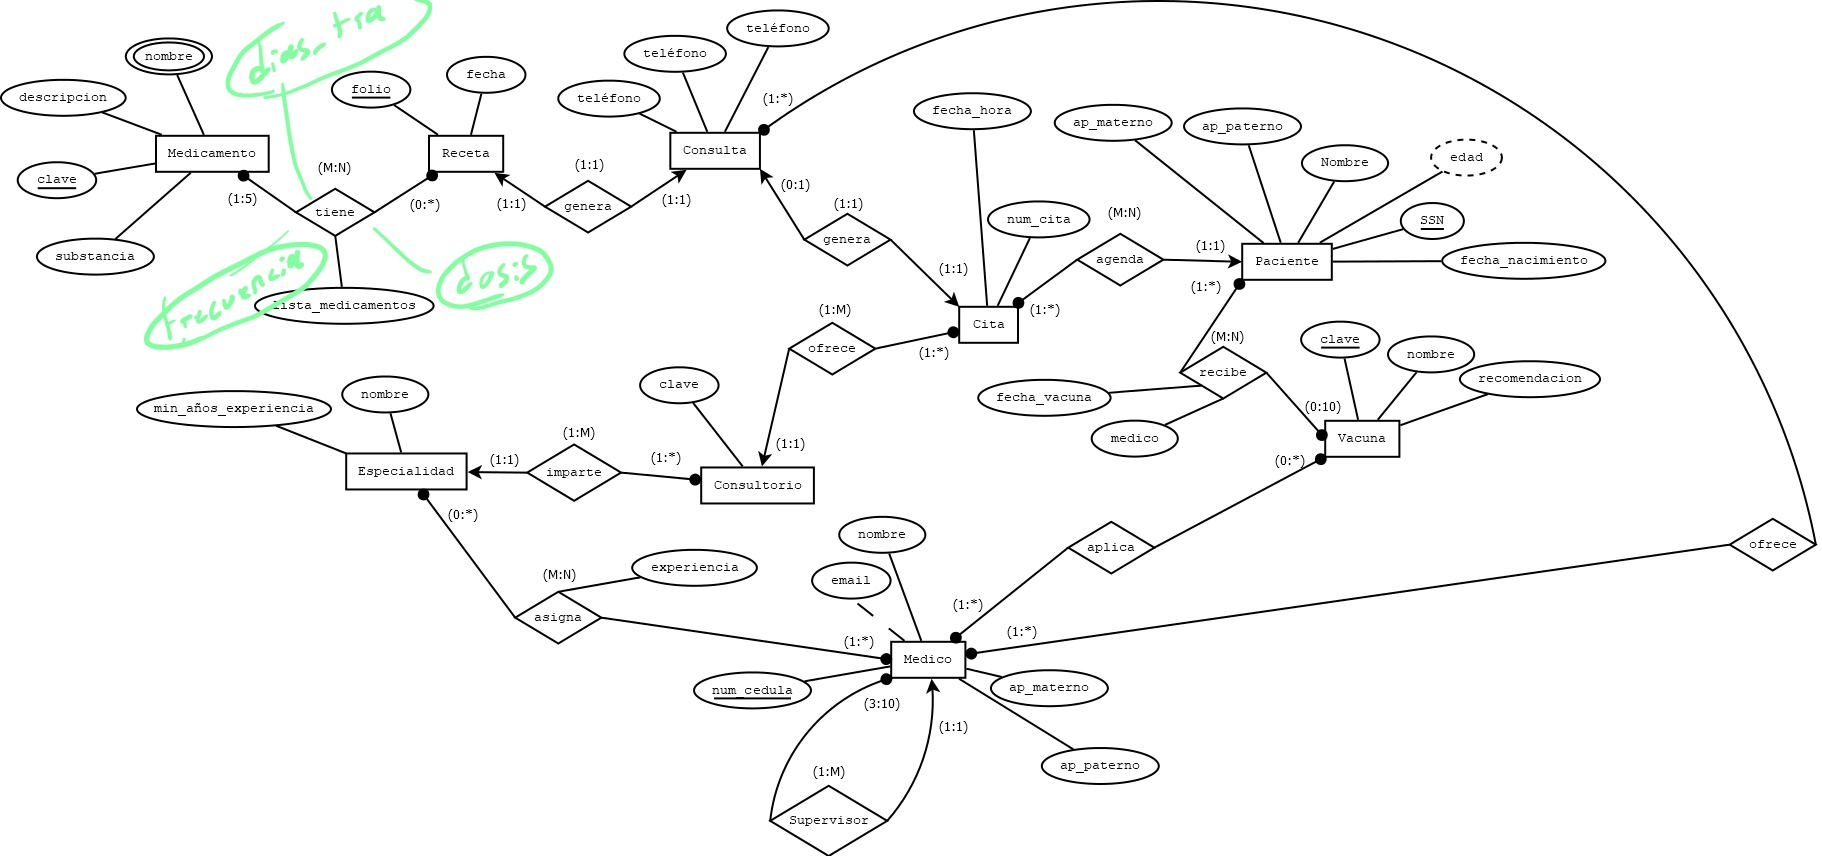 dias_tra
teléfono
teléfono
nombre
fecha
folio
descripcion
teléfono
(1:*)
fecha_hora
ap_materno
ap_paterno
edad
Nombre
Medicamento
Receta
Consulta
(M:N)
(1:1)
clave
(1:5)
tiene
(0:*)
(1:1)
genera
(1:1)
(0:1)
(1:1)
genera
num_cita
(M:N)
SSN
substancia
frecuencia
dosis
lista_medicamentos
(1:1)
agenda
(1:1)
Paciente
fecha_nacimiento
(1:*)
(1:*)
(1:M)
Cita
ofrece
(1:*)
(M:N)
clave
nombre
recibe
recomendacion
fecha_vacuna
(0:10)
medico
Vacuna
(0:*)
min_años_experiencia
nombre
clave
(1:M)
(1:1)
(1:*)
(1:1)
Especialidad
imparte
Consultorio
(0:*)
nombre
aplica
ofrece
(M:N)
experiencia
email
asigna
(1:*)
(1:*)
(1:*)
Medico
num_cedula
ap_materno
(3:10)
(1:1)
ap_paterno
(1:M)
Supervisor